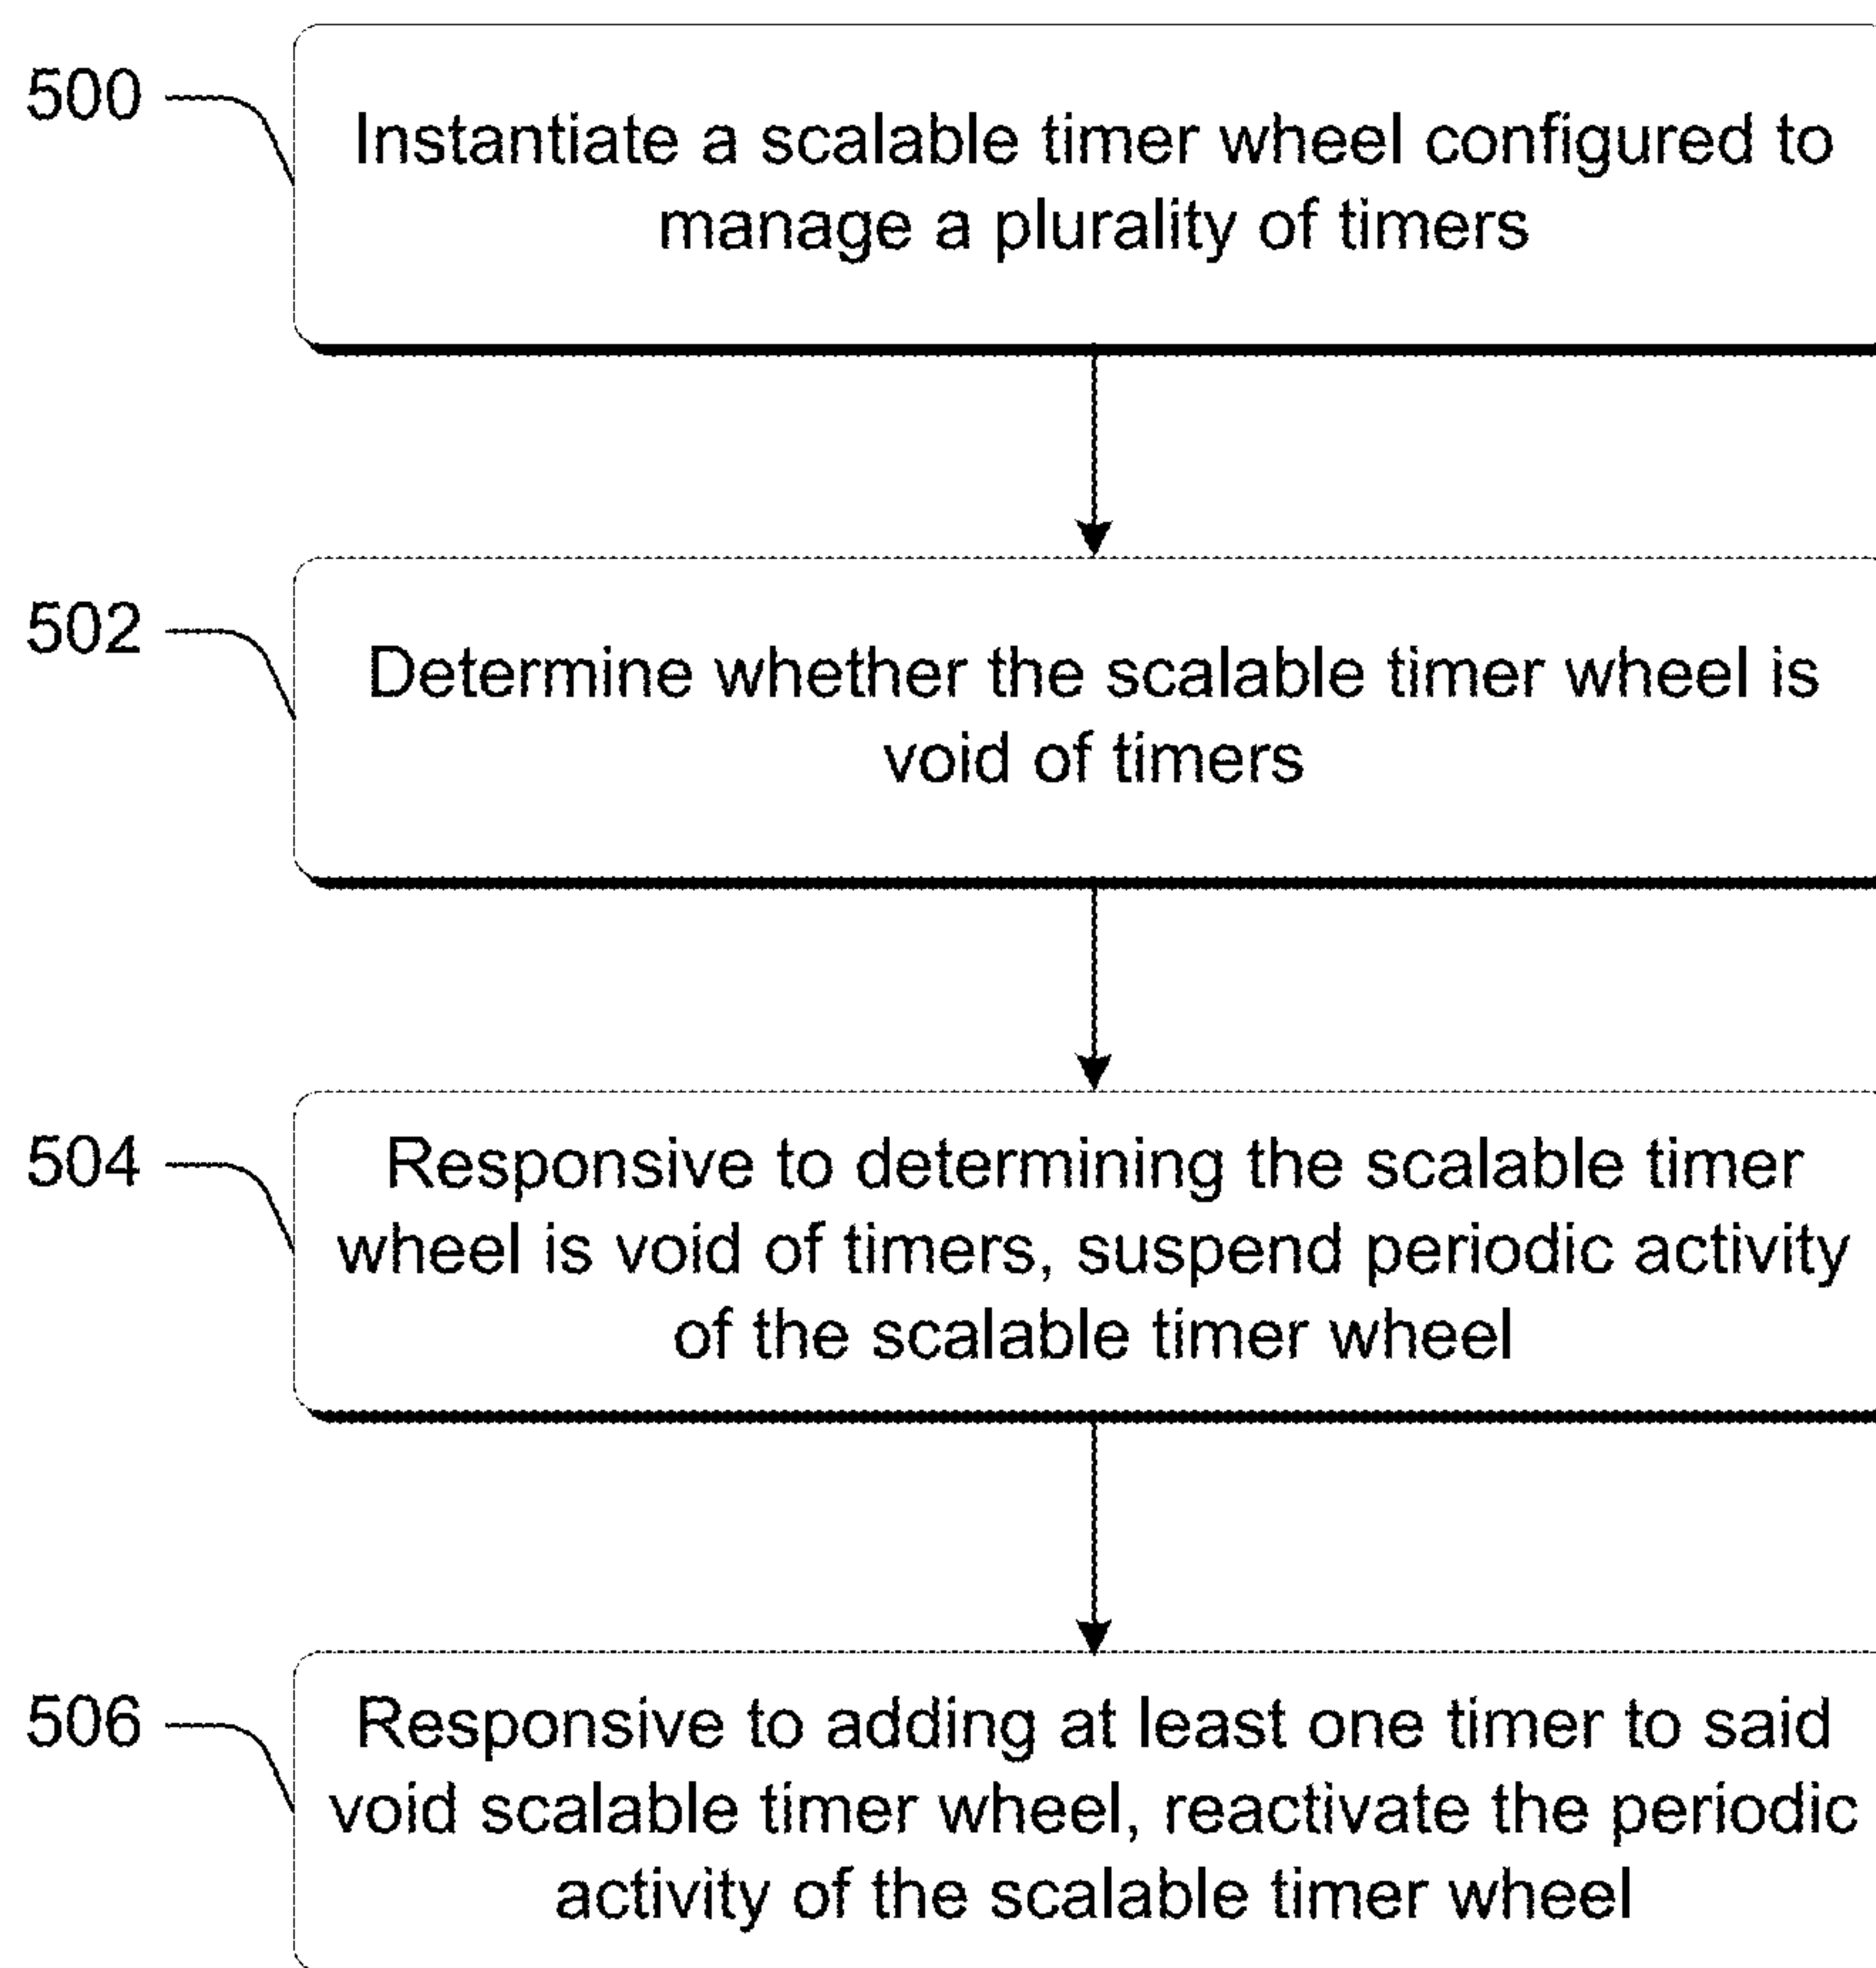 500
Instantiate a scalable timer wheel configured to
manage a plurality of timers
502
Determine whether the scalable timer wheel is
void of timers
504
Responsive to determining the scalable timer
wheel is void of timers, suspend periodic activity
of the scalable timer wheel
506
Responsive to adding at least one timer to said
void scalable timer wheel, reactivate the periodic
activity of the scalable timer wheel